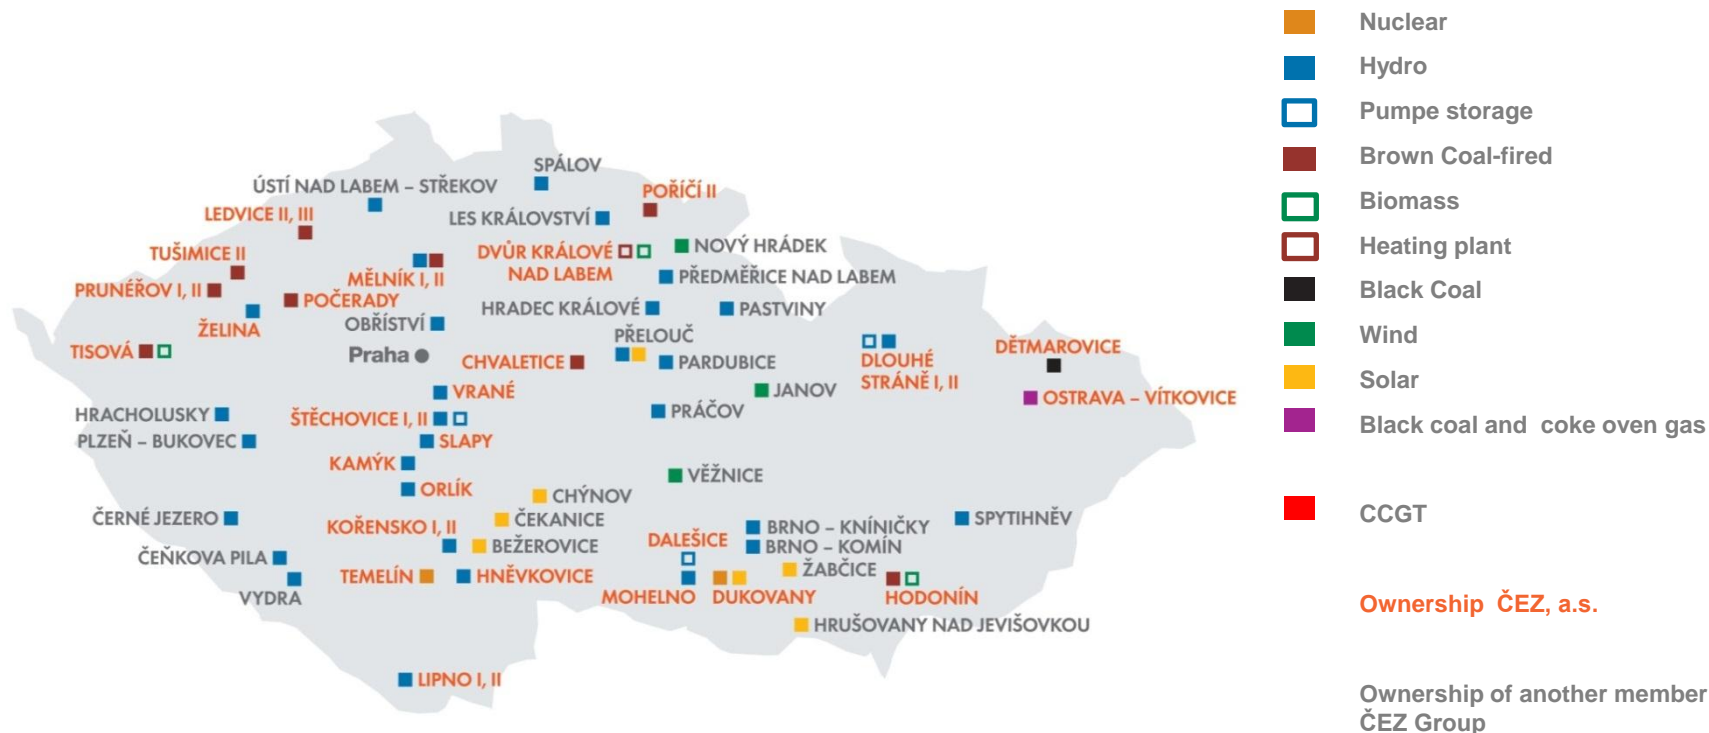 SPÁLOV
ÚSTÍ NAD LABEM – STŘEKOV
POŘÍČÍ II
LEDVICE II, III
LES KRÁLOVSTVÍ
TUŠIMICE II
DVŮR KRÁLOVÉ
NAD LABEM
NOVÝ HRÁDEK
MĚLNÍK I, II
PŘEDMĚŘICE NAD LABEM
PRUNÉŘOV I, II
POČERADY
HRADEC KRÁLOVÉ
PASTVINY
ŽELINA
OBŘÍSTVÍ
PŘELOUČ
TISOVÁ
Praha
CHVALETICE
PARDUBICE
DLOUHÉ
STRÁNĚ I, II
DĚTMAROVICE
VRANÉ
JANOV
OSTRAVA – VÍTKOVICE
HRACHOLUSKY
ŠTĚCHOVICE I, II
PRÁČOV
PLZEŇ – BUKOVEC
SLAPY
KAMÝK
VĚŽNICE
ORLÍK
CHÝNOV
ČERNÉ JEZERO
KOŘENSKO I, II
ČEKANICE
BRNO – KNÍNIČKY
SPYTIHNĚV
ČEŇKOVA PILA
BEŽEROVICE
DALEŠICE
BRNO – KOMÍN
VYDRA
TEMELÍN
HNĚVKOVICE
ŽABČICE
MOHELNO
DUKOVANY
HODONÍN
HRUŠOVANY NAD JEVIŠOVKOU
LIPNO I, II
Nuclear
Hydro
Pumpe storage
Brown Coal-fired
Biomass
Heating plant
Black Coal
Wind
Solar
Black coal and coke oven gas
CCGT
Ownership ČEZ, a.s.
Ownership of another member
ČEZ Group